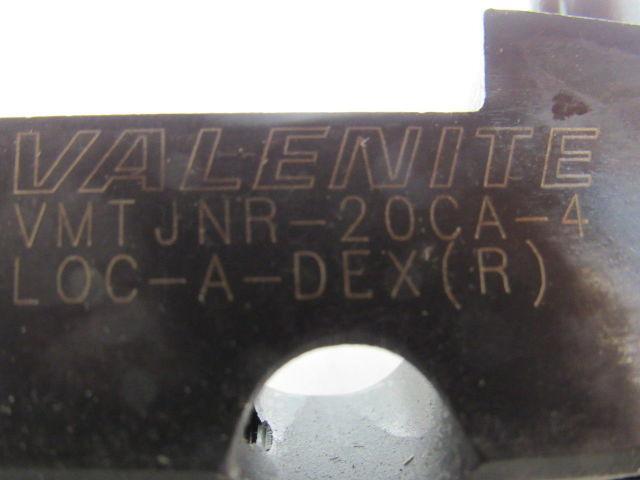 VALENITE
VMTJNR-20CA-4
LOC-A-DEX(R)